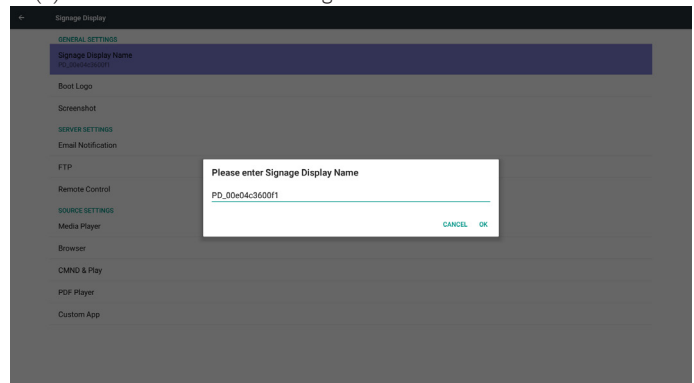 Signage Display
GENERAL SETTINGS
Signage Display Name
PD_00e04c3600f1
Boot Logo
Screenshot
SERVER SETTINGS
Email Notification
FTP
Remote Control
SOURCE SETTINGS
Media Player
Browser
CMND & Play
PDF Player
Custom App
Please enter Signage Display Name
PD_00e04c3600f1
CANCEL OK